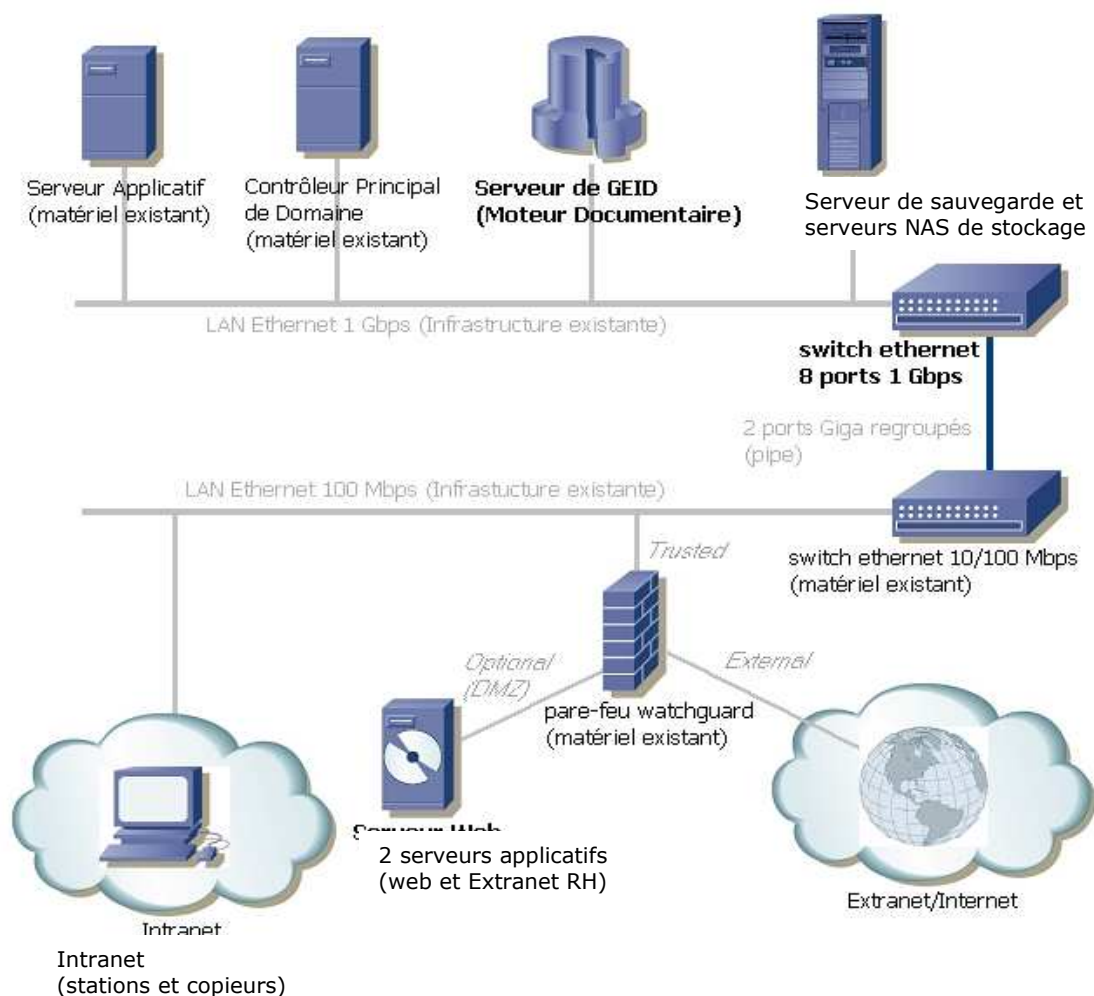 Serveur Applicatif
(matériel existant)
Contrôleur Principal
de Domaine
(matériel existant)
Serveur de GEID
(Moteur Documentaire)
Serveur de sauvegarde et
serveurs NAS de stockage
LAN Ethernet 1 Gbps (Infrastructure existante)
switch ethernet
8 ports 1 Gbps
2 ports Giga regroupés
(pipe)
LAN Ethernet 100 Mbps (Infrastucture existante)
switch ethernet 10/100 Mbps
(matériel existant)
Trusted
Optional
(DMZ)
External
pare-feu watchguard
(matériel existant)
Serveur Web
2 serveurs applicatifs
(web et Extranet RH)
Extranet/Internet
Intranet
Intranet
(stations et copieurs)